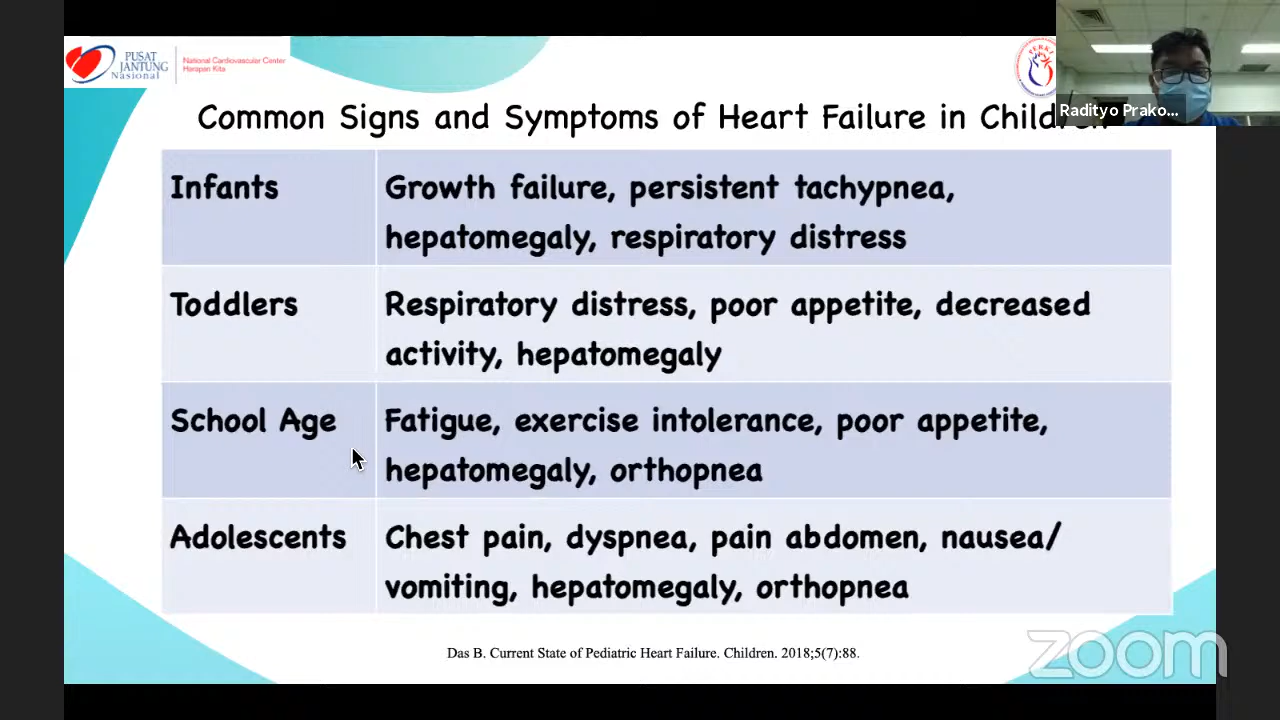 PUSAT
JANTUNG
Nasional
National Cardiovascular Center
Harapan Kita
PERKI
Radityo Prako...
Common Signs and Symptoms of Heart Failure in Children
Infants
Growth failure, persistent tachypnea,
hepatomegaly, respiratory distress
Toddlers
Respiratory distress, poor appetite, decreased
activity, hepatomegaly
School Age
Fatigue, exercise intolerance, poor appetite,
hepatomegaly, orthopnea
Adolescents
Chest pain, dyspnea, pain abdomen, nausea/
vomiting, hepatomegaly, orthopnea
Das B. Current State of Pediatric Heart Failure. Children. 2018;5(7):88.
zoom